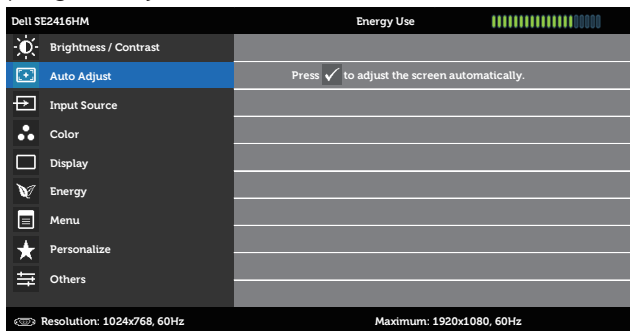 Dell SE2416HM Energy Use
Brightness / Contrast
Auto Adjust Press ✓ to adjust the screen automatically.
Input Source
Color
Display
Energy
Menu
Personalize
Others
Resolution: 1024x768, 60Hz Maximum: 1920x1080, 60Hz